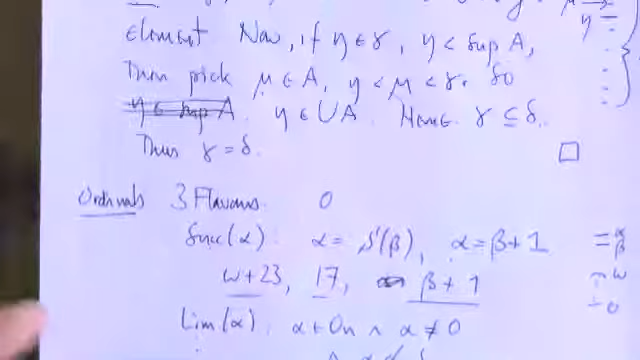 element Now, if η ∈ γ, η < sup A,
Then pick μ ∈ A, η < μ < γ. So
η ∈ sup A η ∈ ∪A. Hence γ ⊆ δ.
Thus γ = δ. □
Ordinals 3 Flavours. 0
Succ(α): α = S(β), α = β + 1
ω + 23, 17, β + 1
Lim(α): α ∈ On ∧ α ≠ 0